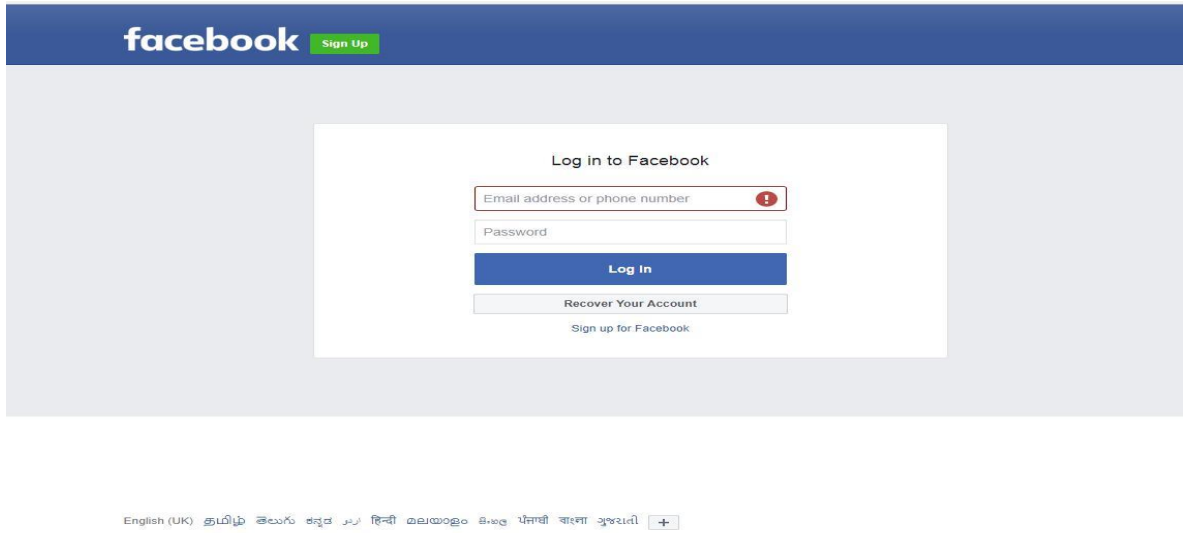 facebook Sign Up
Log in to Facebook
Email address or phone number
Password
Log In
Recover Your Account
Sign up for Facebook
English (UK) தமிழ் తెలుగు ಕನ್ನಡ اردو हिन्दी മലയാളം සිංහල ਪੰਜਾਬੀ বাংলা ગુજરાતી +